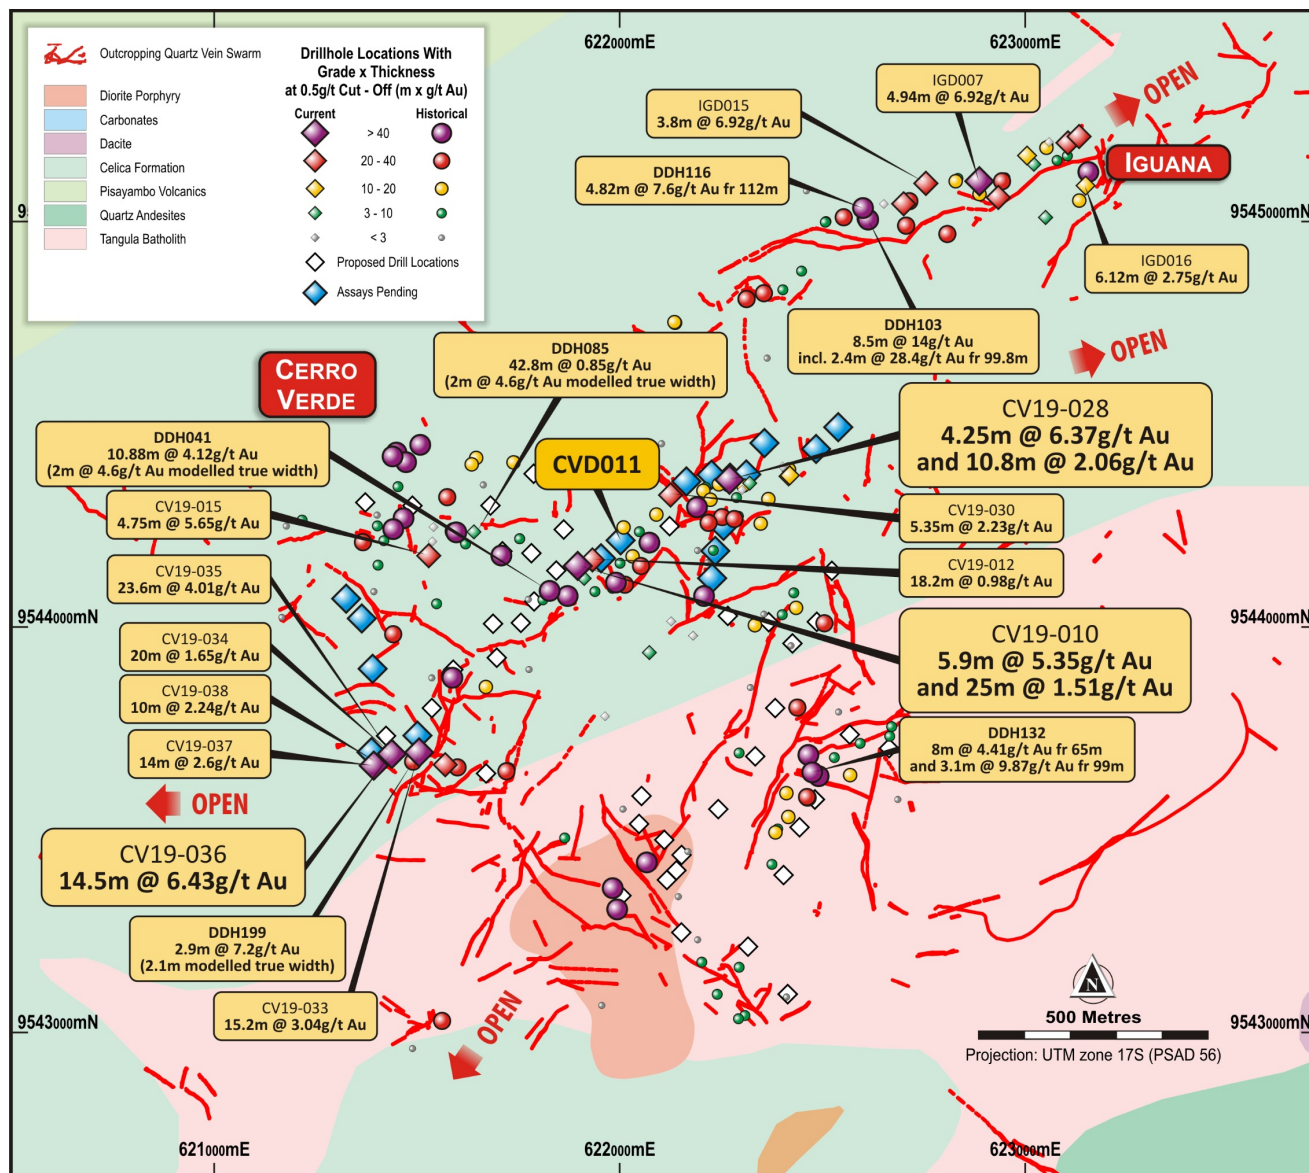 622000mE
623000mE
Outcropping Quartz Vein Swarm
Diorite Porphyry
Carbonates
Dacite
Celica Formation
Pisayambo Volcanics
Quartz Andesites
Tangula Batholith
Drillhole Locations With
Grade x Thickness
at 0.5g/t Cut - Off (m x g/t Au)
Current
Historical
> 40
20 - 40
10 - 20
3 - 10
< 3
Proposed Drill Locations
Assays Pending
IGD007
4.94m @ 6.92g/t Au
OPEN
IGD015
3.8m @ 6.92g/t Au
IGUANA
DDH116
4.82m @ 7.6g/t Au fr 112m
95
9545000mN
IGD016
6.12m @ 2.75g/t Au
DDH103
8.5m @ 14g/t Au
incl. 2.4m @ 28.4g/t Au fr 99.8m
OPEN
DDH085
42.8m @ 0.85g/t Au
(2m @ 4.6g/t Au modelled true width)
CERRO
VERDE
CV19-028
4.25m @ 6.37g/t Au
and 10.8m @ 2.06g/t Au
DDH041
10.88m @ 4.12g/t Au
(2m @ 4.6g/t Au modelled true width)
CVD011
CV19-015
4.75m @ 5.65g/t Au
CV19-030
5.35m @ 2.23g/t Au
CV19-035
23.6m @ 4.01g/t Au
CV19-012
18.2m @ 0.98g/t Au
9544000mN
9544000mN
CV19-034
20m @ 1.65g/t Au
CV19-010
5.9m @ 5.35g/t Au
and 25m @ 1.51g/t Au
CV19-038
10m @ 2.24g/t Au
CV19-037
14m @ 2.6g/t Au
DDH132
8m @ 4.41g/t Au fr 65m
and 3.1m @ 9.87g/t Au fr 99m
OPEN
CV19-036
14.5m @ 6.43g/t Au
DDH199
2.9m @ 7.2g/t Au
(2.1m modelled true width)
CV19-033
15.2m @ 3.04g/t Au
OPEN
N
500 Metres
Projection: UTM zone 17S (PSAD 56)
9543000mN
9543000mN
621000mE
622000mE
623000mE